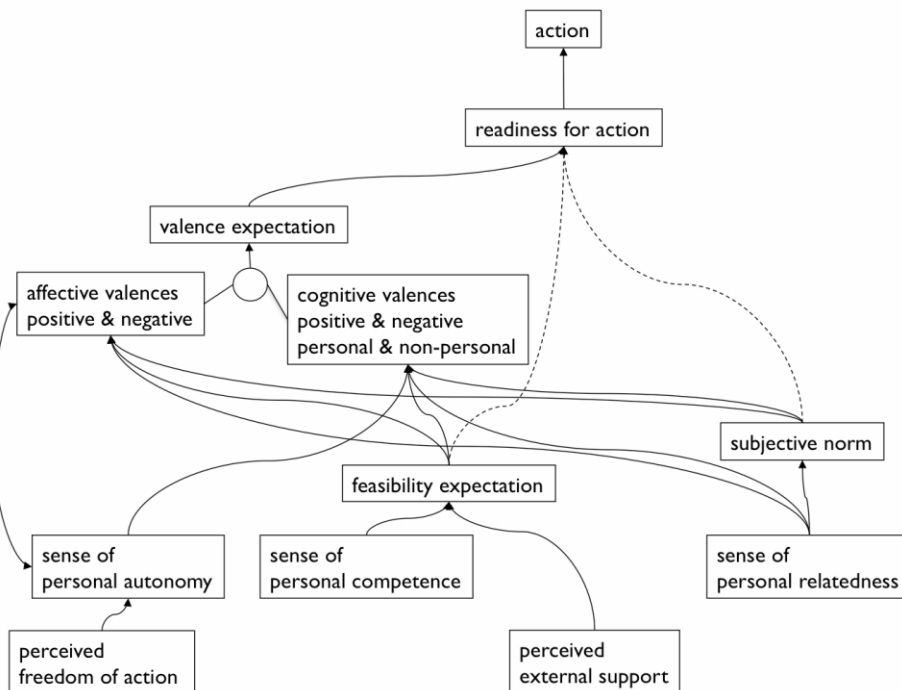 action
readiness for action
valence expectation
affective valences
positive & negative
cognitive valences
positive & negative
personal & non-personal
subjective norm
feasibility expectation
sense of
personal autonomy
sense of
personal competence
sense of
personal relatedness
perceived
freedom of action
perceived
external support